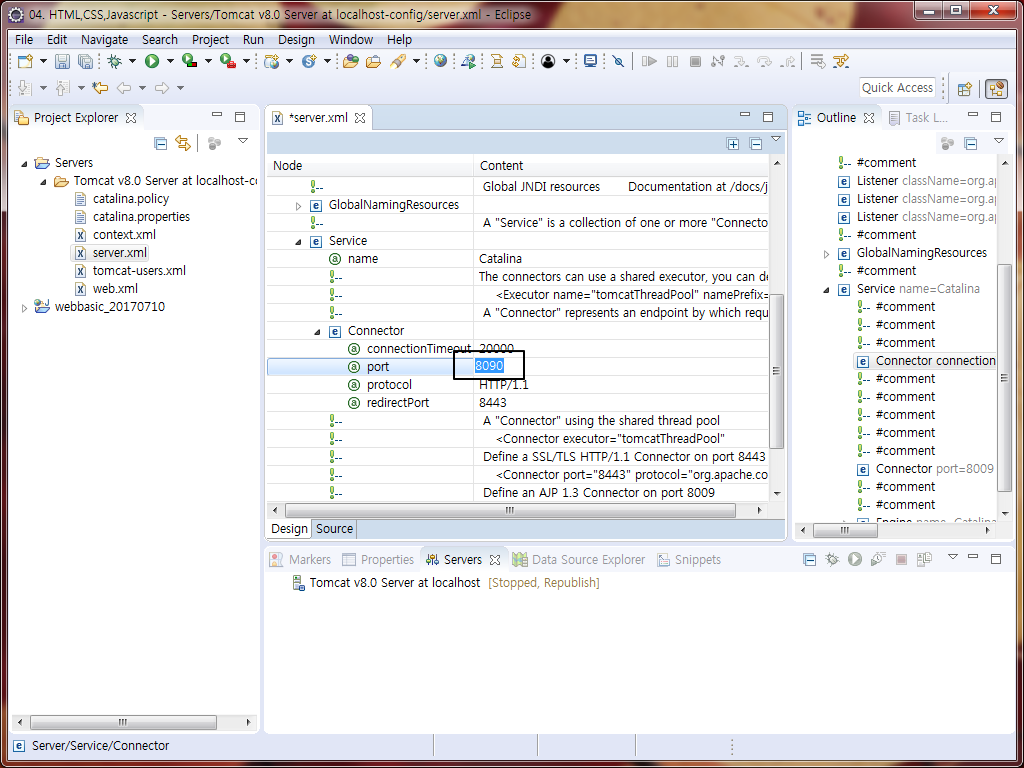 04. HTML,CSS,Javascript - Servers/Tomcat v8.0 Server at localhost-config/server.xml - Eclipse
File Edit Navigate Search Project Run Design Window Help
Quick Access
Project Explorer
Servers
Tomcat v8.0 Server at localhost-co
catalina.policy
catalina.properties
context.xml
server.xml
tomcat-users.xml
web.xml
webbasic_20170710
*server.xml
Node Content
Global JNDI resources Documentation at /docs/j
GlobalNamingResources
A "Service" is a collection of one or more "Connecto
Service
name Catalina
The connectors can use a shared executor, you can de
<Executor name="tomcatThreadPool" namePrefix=
A "Connector" represents an endpoint by which requ
Connector
connectionTimeout 20000
port 8090
protocol HTTP/1.1
redirectPort 8443
A "Connector" using the shared thread pool
<Connector executor="tomcatThreadPool"
Define a SSL/TLS HTTP/1.1 Connector on port 8443
<Connector port="8443" protocol="org.apache.co
Define an AJP 1.3 Connector on port 8009
Design Source
Outline Task L...
#comment
Listener className=org.ap
Listener className=org.ap
Listener className=org.ap
#comment
GlobalNamingResources
#comment
Service name=Catalina
#comment
#comment
#comment
Connector connection
#comment
#comment
#comment
#comment
#comment
Connector port=8009
#comment
#comment
Engine name=Catalina
Markers Properties Servers Data Source Explorer Snippets
Tomcat v8.0 Server at localhost [Stopped, Republish]
Server/Service/Connector